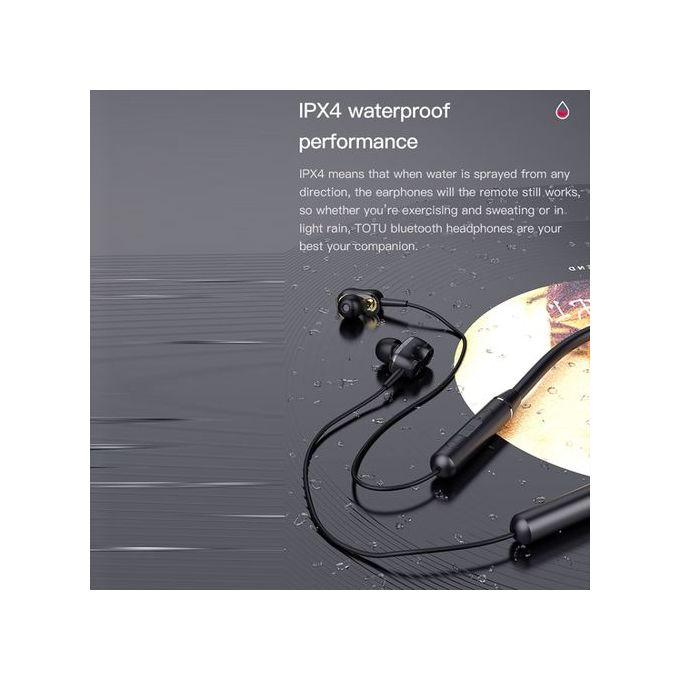 IPX4 waterproof
performance
IPX4 means that when water is sprayed from any
direction, the earphones will the remote still works,
so whether you're exercising and sweating or in
light rain, TOTU bluetooth headphones are your
best your companion.